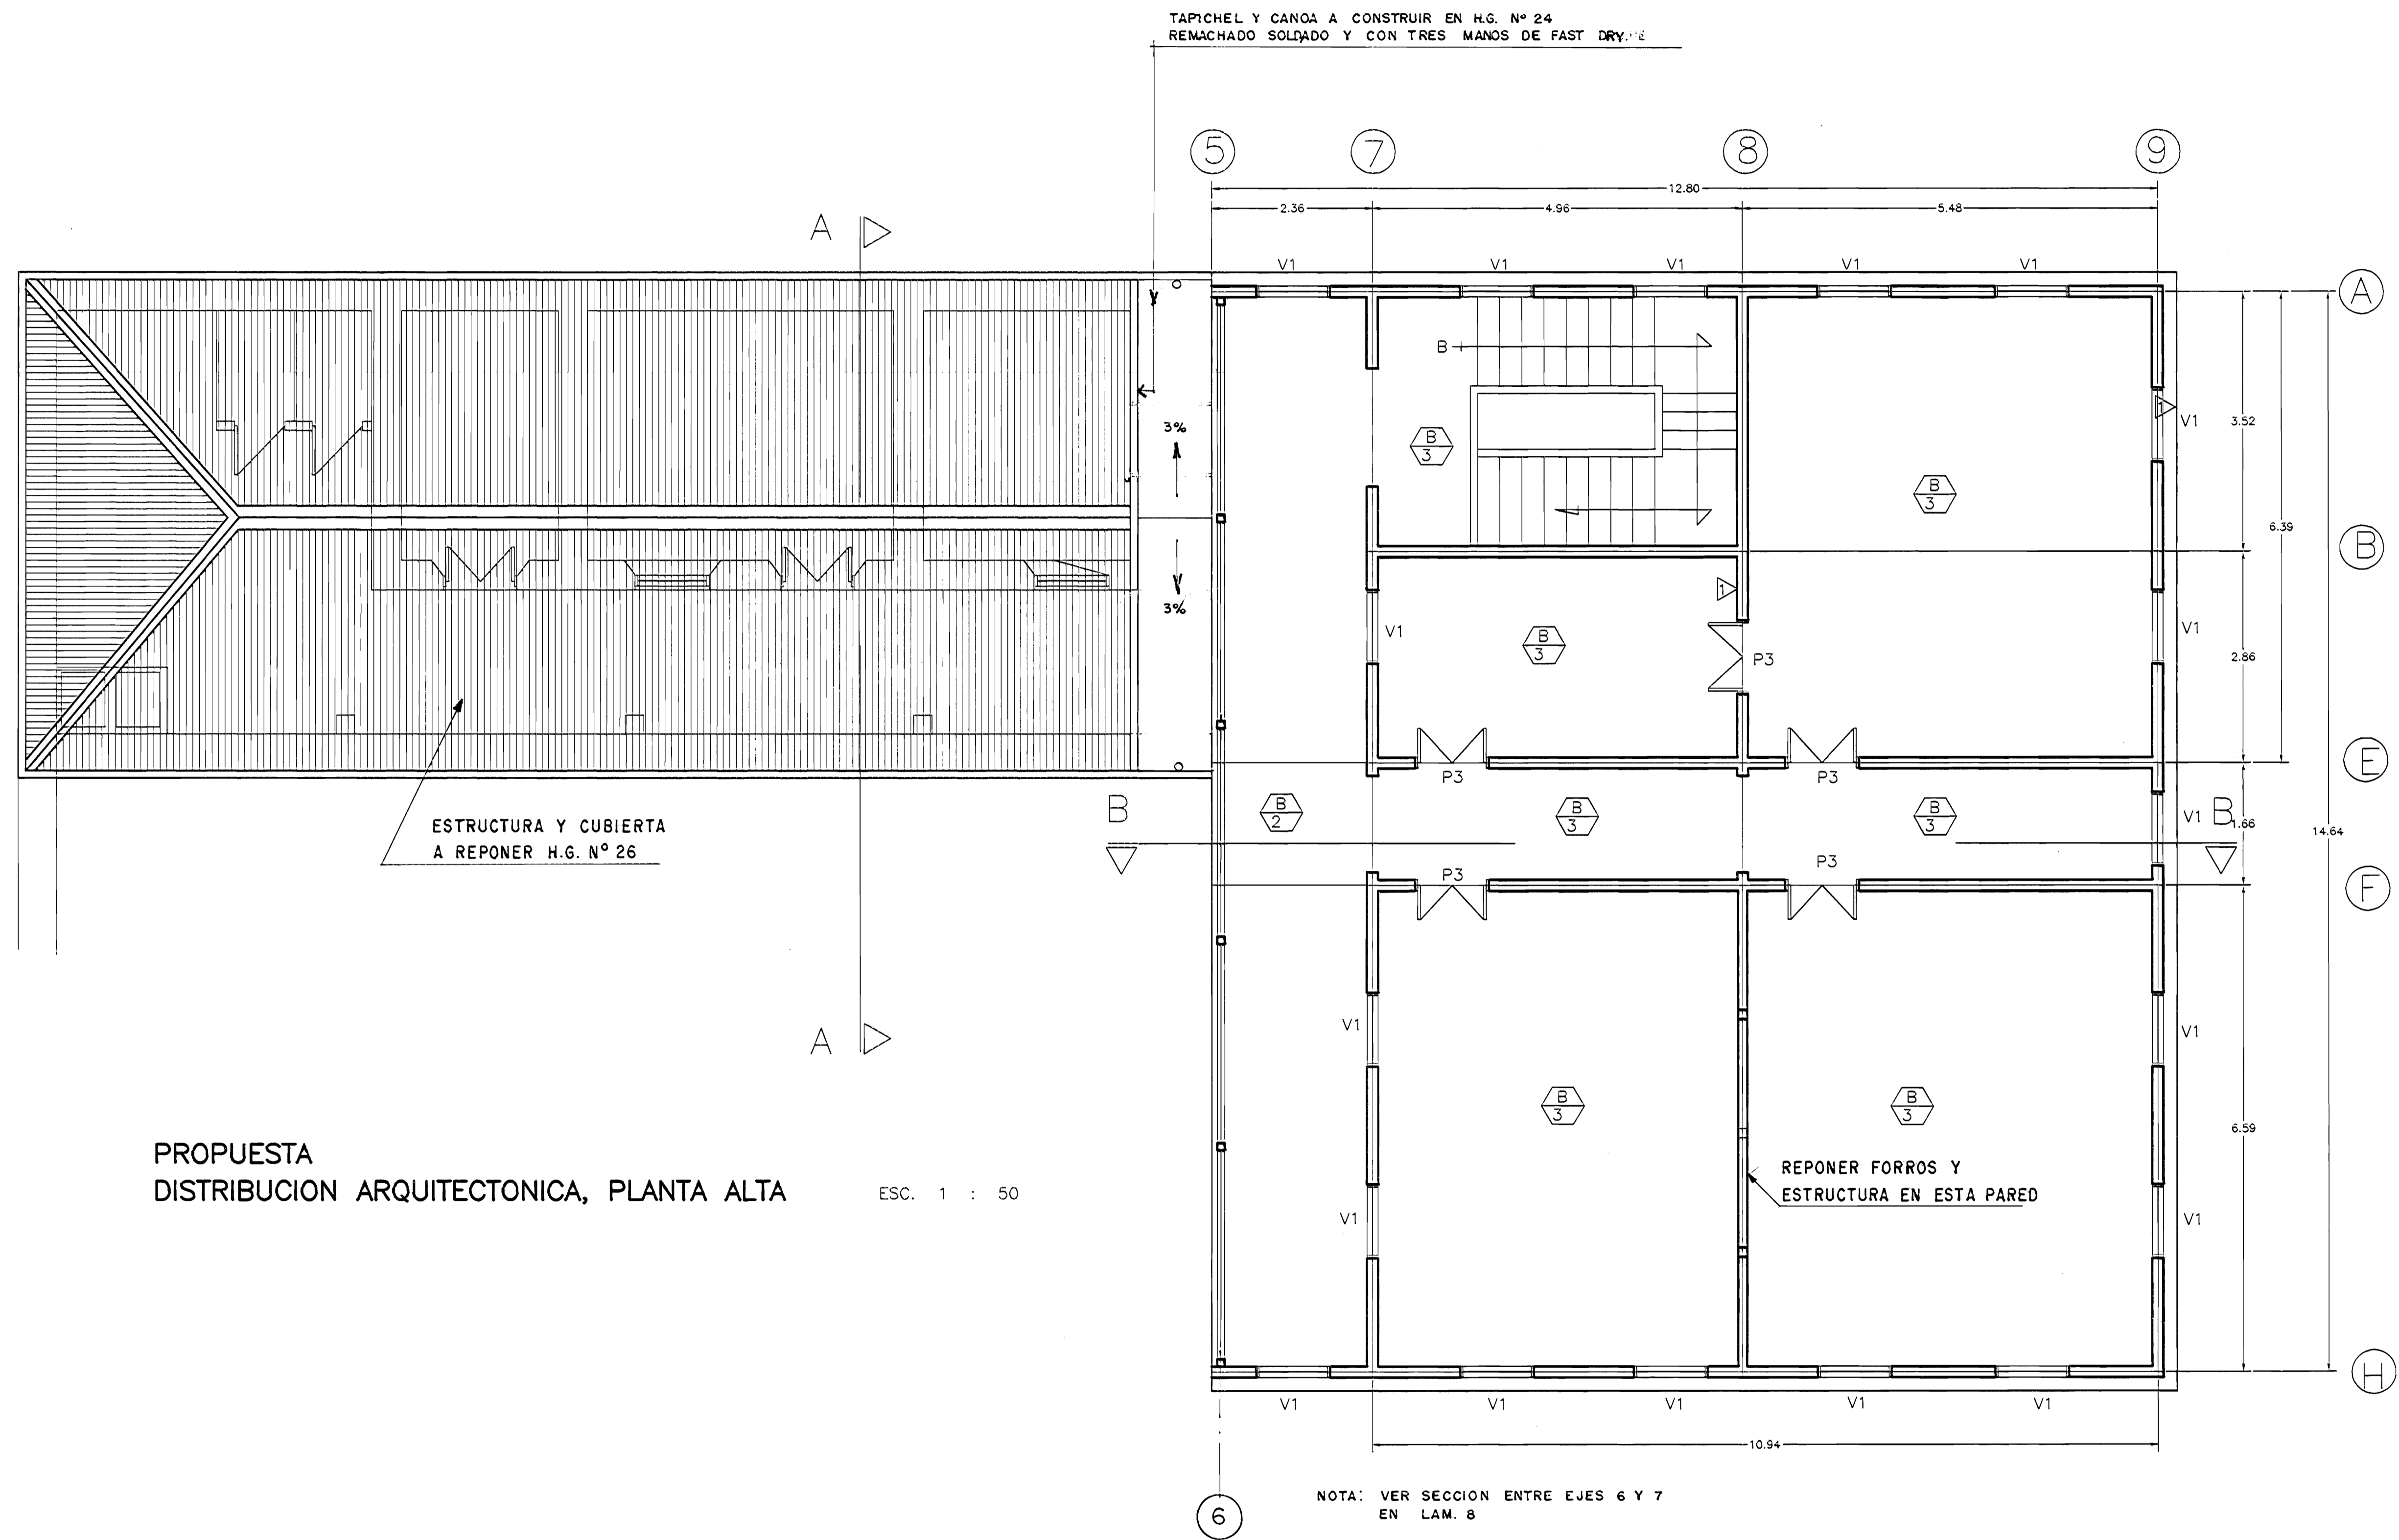 TAPICHEL Y CANOA A CONSTRUIR EN H.G. Nº 24
REMACHADO SOLDADO Y CON TRES MANOS DE FAST
5 7 8 9
12.80
2.36 4.96 5.48
A
V1 V1 V1 V1 V1
A
B
1
V1
3.52
3%
B
3
B
3
6.39
B
3%
1
V1
B
3
P3
V1
2.86
P3 P3
E
B
B
2
B
3
B
3
V1
B
1.66
14.64
ESTRUCTURA Y CUBIERTA
A REPONER H.G. Nº 26
P3 P3
F
A
V1 V1
B
3
B
3
6.59
PROPUESTA
DISTRIBUCION ARQUITECTONICA, PLANTA ALTA
ESC. 1 : 50
REPONER FORROS Y
ESTRUCTURA EN ESTA PARED
V1 V1
H
V1 V1 V1 V1 V1
10.94
NOTA: VER SECCION ENTRE EJES 6 Y 7
EN LAM. 8
6